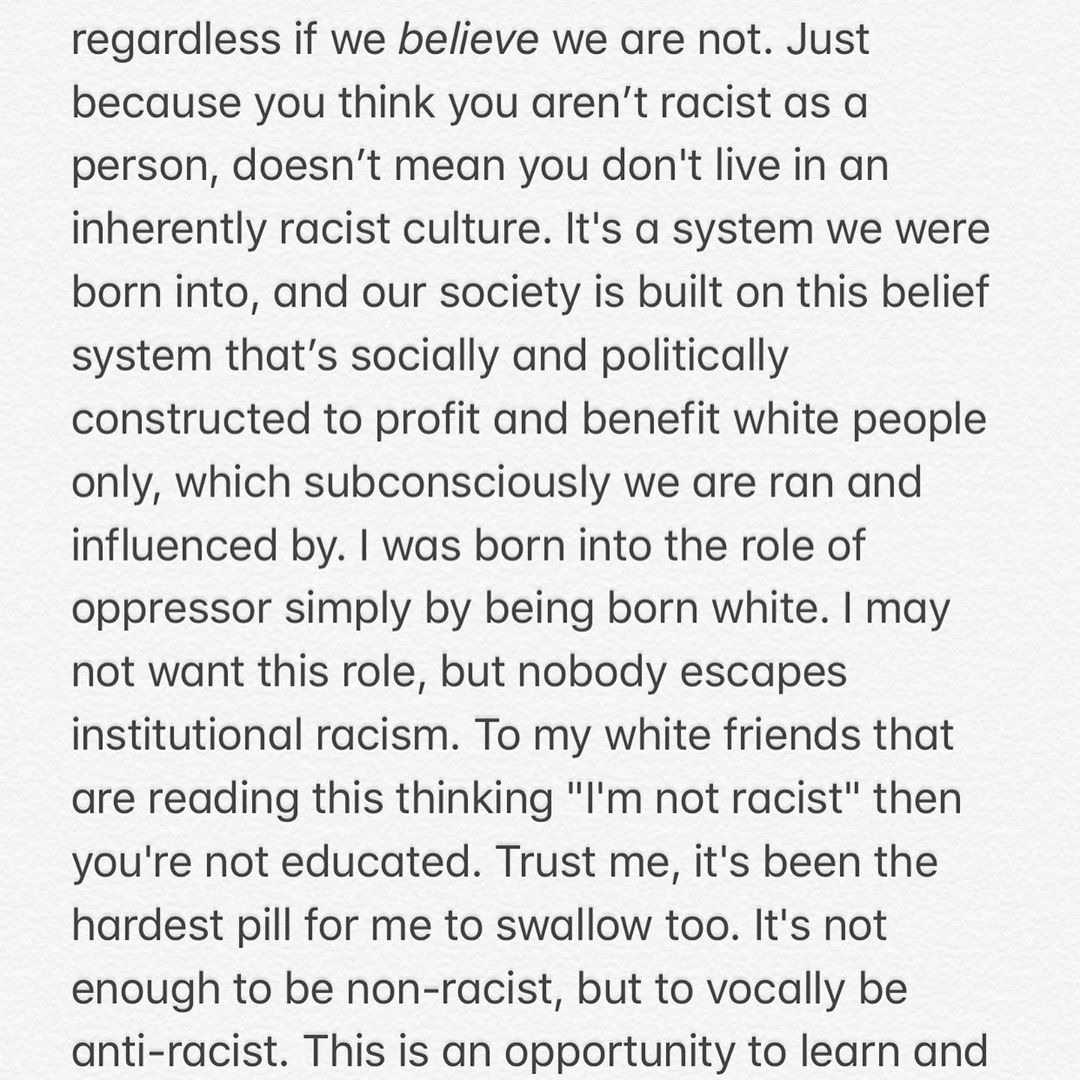 regardless if we believe we are not. Just
because you think you aren’t racist as a
person, doesn’t mean you don't live in an
inherently racist culture. It's a system we were
born into, and our society is built on this belief
system that’s socially and politically
constructed to profit and benefit white people
only, which subconsciously we are ran and
influenced by. I was born into the role of
oppressor simply by being born white. I may
not want this role, but nobody escapes
institutional racism. To my white friends that
are reading this thinking "I'm not racist" then
you're not educated. Trust me, it's been the
hardest pill for me to swallow too. It's not
enough to be non-racist, but to vocally be
anti-racist. This is an opportunity to learn and